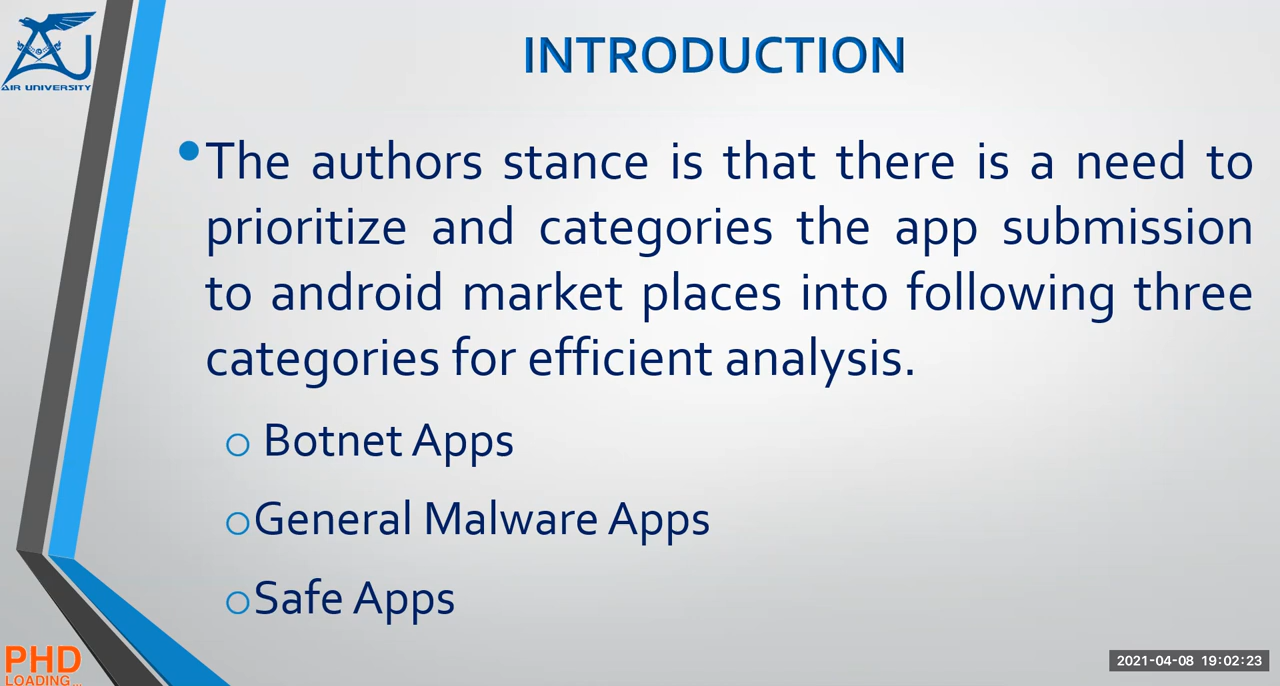 AIR UNIVERSITY
INTRODUCTION
•The authors stance is that there is a need to
prioritize and categories the app submission
to android market places into following three
categories for efficient analysis.
o Botnet Apps
oGeneral Malware Apps
oSafe Apps
PHD
LOADING...
2021-04-08 19:02:23